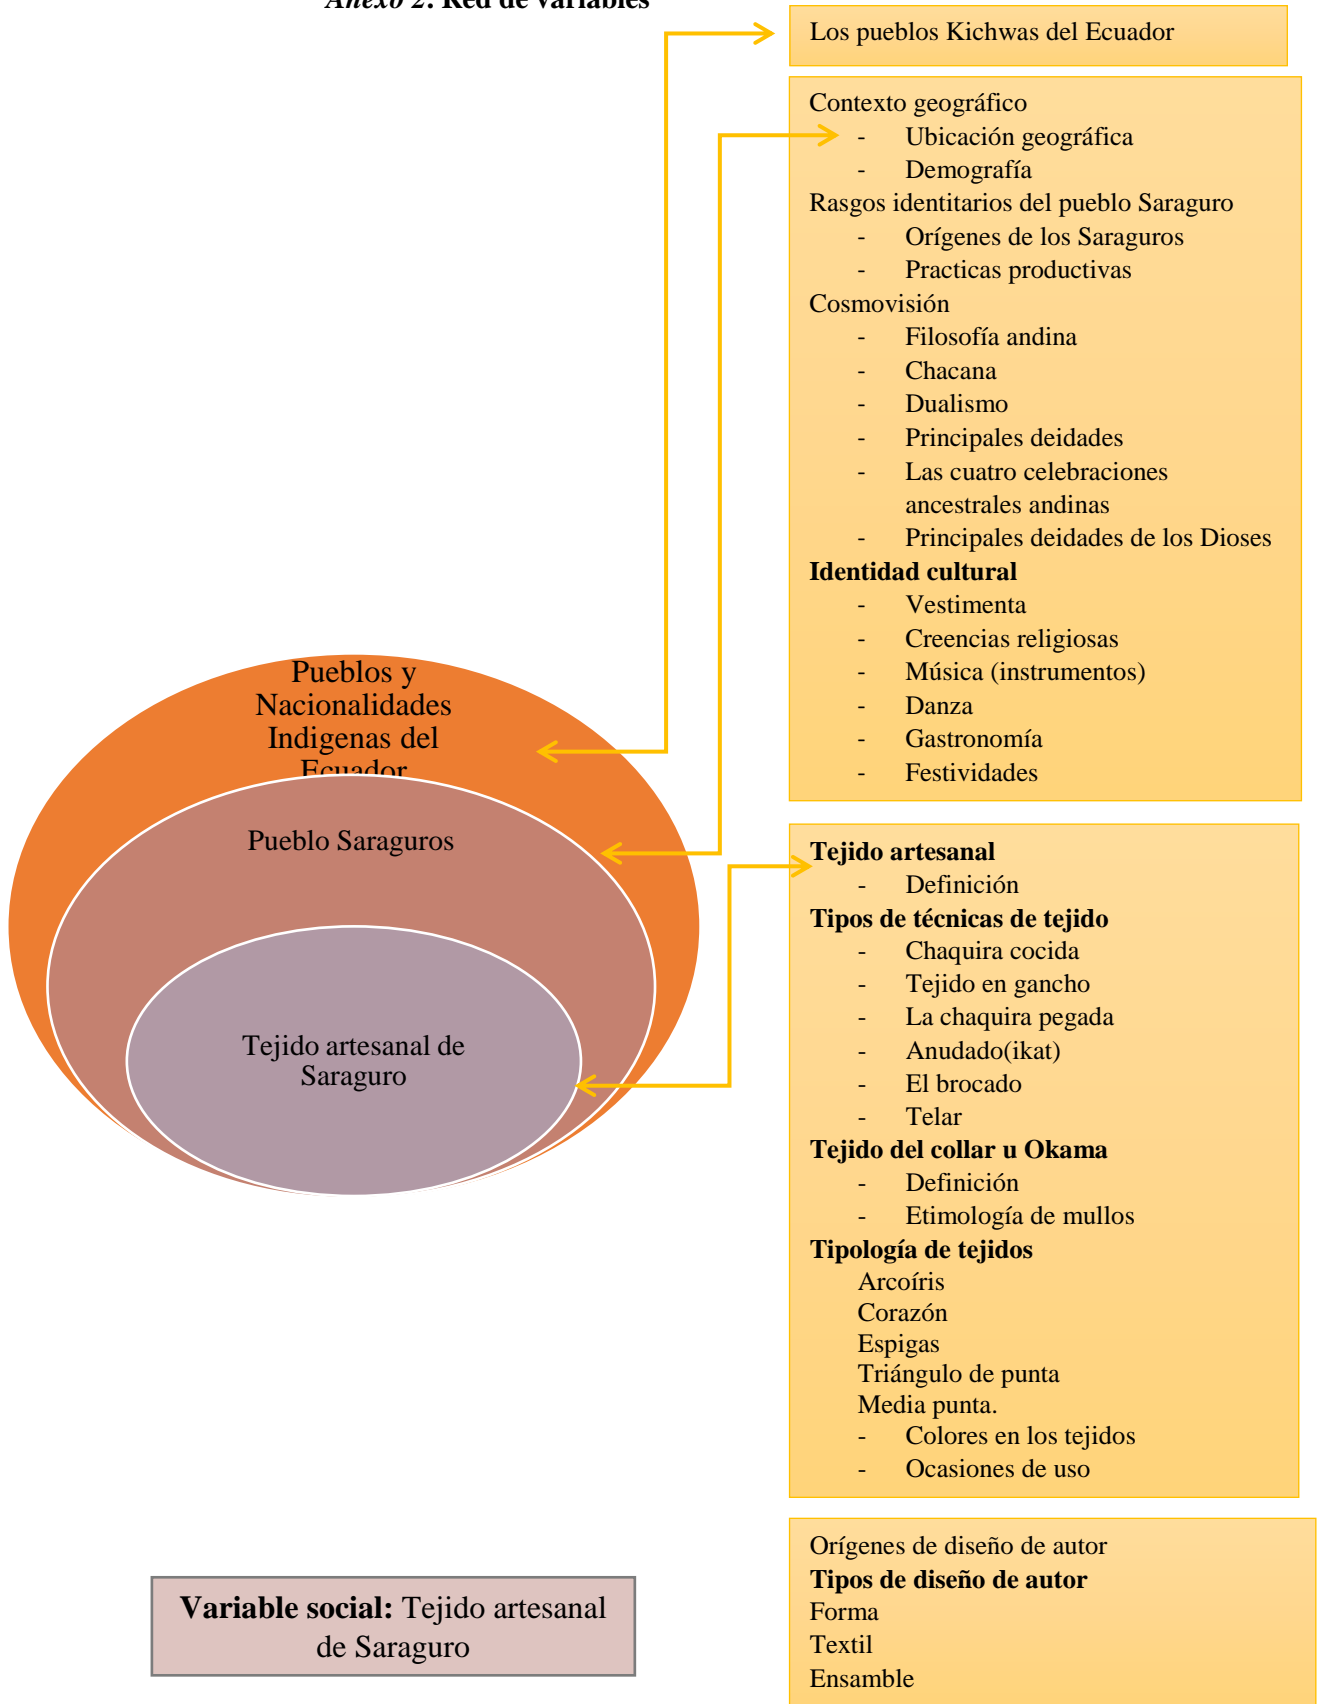 Anexo 2: Red de variables
Los pueblos Kichwas del Ecuador
Contexto geográfico
- Ubicación geográfica
- Demografía
Rasgos identitarios del pueblo Saraguro
- Orígenes de los Saraguros
- Practicas productivas
Cosmovisión
- Filosofía andina
- Chacana
- Dualismo
- Principales deidades
- Las cuatro celebraciones
ancestrales andinas
- Principales deidades de los Dioses
Identidad cultural
- Vestimenta
- Creencias religiosas
- Música (instrumentos)
- Danza
- Gastronomía
- Festividades
Pueblos y
Nacionalidades
Indigenas del
Ecuador
Pueblo Saraguros
Tejido artesanal de
Saraguro
Tejido artesanal
- Definición
Tipos de técnicas de tejido
- Chaquira cocida
- Tejido en gancho
- La chaquira pegada
- Anudado(ikat)
- El brocado
- Telar
Tejido del collar u Okama
- Definición
- Etimología de mullos
Tipología de tejidos
Arcoíris
Corazón
Espigas
Triángulo de punta
Media punta.
- Colores en los tejidos
- Ocasiones de uso
Variable social: Tejido artesanal
de Saraguro
Orígenes de diseño de autor
Tipos de diseño de autor
Forma
Textil
Ensamble